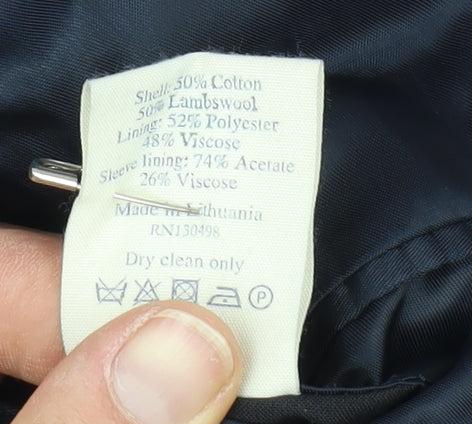 Shell: 50% Cotton
50% Lambswool
Lining: 52% Polyester
48% Viscose
Sleeve lining: 74% Acetate
26% Viscose
Made in Lithuania
RN130498
Dry clean only
P